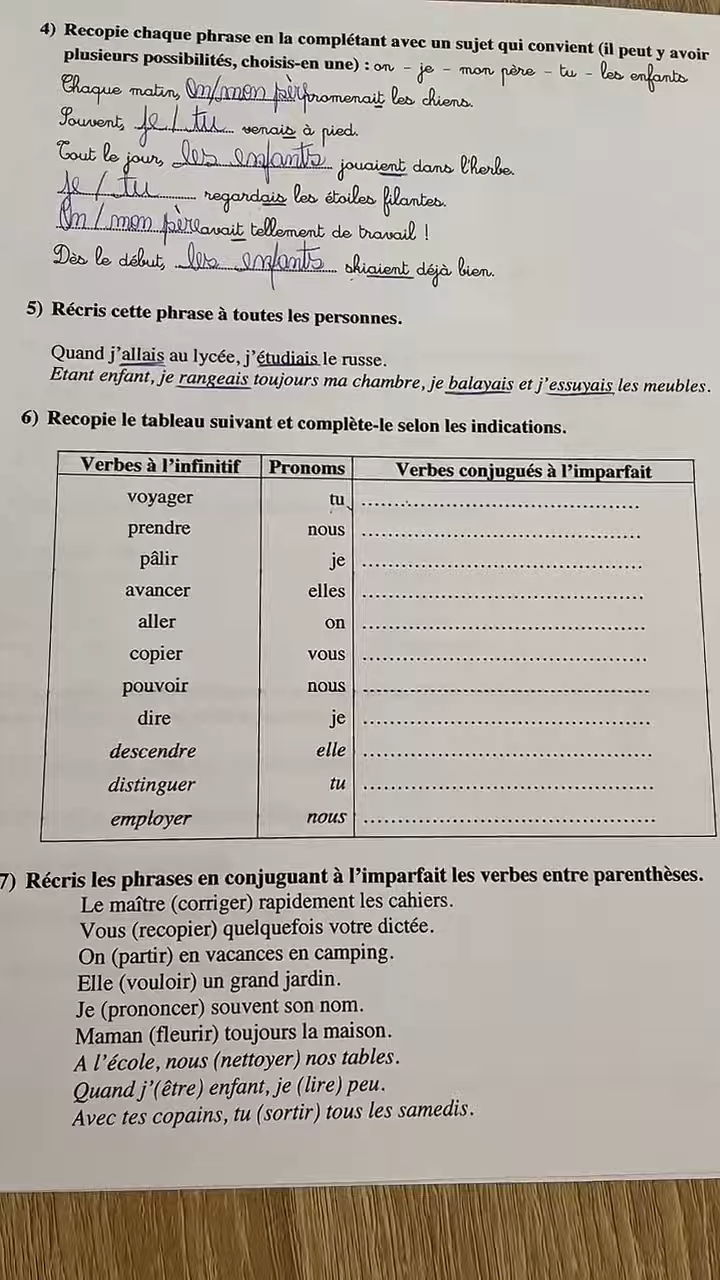 4) Recopie chaque phrase en la complétant avec un sujet qui convient (il peut y avoir
plusieurs possibilités, choisis-en une) : on - je - mon père - tu - les enfants
Chaque matin, On/mon père promenait les chiens.
Souvent, je / tu venais à pied.
Tout le jour, les enfants jouaient dans l'herbe.
je / tu regardais les étoiles filantes.
On / mon père avait tellement de travail !
Dès le début, les enfants skiaient déjà bien.
5) Récris cette phrase à toutes les personnes.
Quand j'allais au lycée, j'étudiais le russe.
Etant enfant, je rangeais toujours ma chambre, je balayais et j'essuyais les meubles.
6) Recopie le tableau suivant et complète-le selon les indications.
Verbes à l'infinitif Pronoms Verbes conjugués à l'imparfait
voyager tu
prendre nous
pâlir je
avancer elles
aller on
copier vous
pouvoir nous
dire je
descendre elle
distinguer tu
employer nous
7) Récris les phrases en conjuguant à l'imparfait les verbes entre parenthèses.
Le maître (corriger) rapidement les cahiers.
Vous (recopier) quelquefois votre dictée.
On (partir) en vacances en camping.
Elle (vouloir) un grand jardin.
Je (prononcer) souvent son nom.
Maman (fleurir) toujours la maison.
A l'école, nous (nettoyer) nos tables.
Quand j'(être) enfant, je (lire) peu.
Avec tes copains, tu (sortir) tous les samedis.